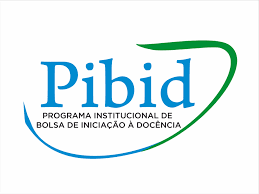 Pibid
PROGRAMA INSTITUCIONAL DE
BOLSA DE INICIAÇÃO À DOCÊNCIA